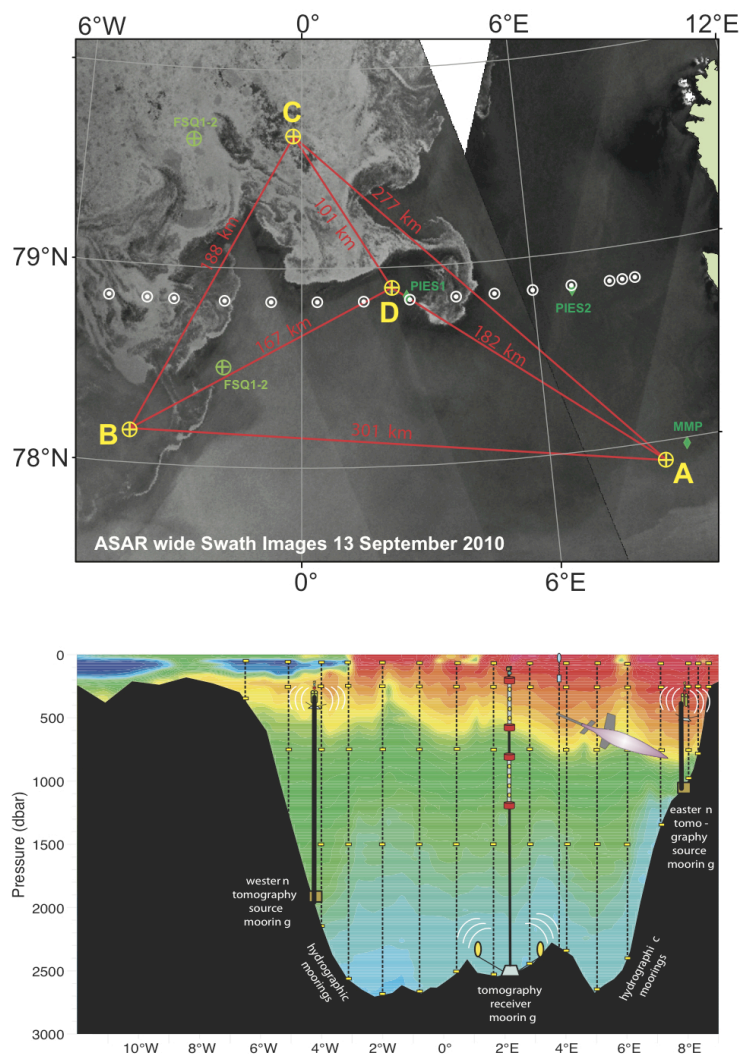 6°W 0° 6°E 12°E
C
FSQ1-2
277 km
101 km
188 km
79°N
PIES1
PIES2
D
167 km
182 km
FSQ1-2
MMP
B
301 km
A
78°N
ASAR wide Swath Images 13 September 2010
0° 6°E
0
500
1000
1500
2000
2500
3000
Pressure (dbar)
easter n
tomo -
graphy
source
moorin g
wester n
tomography
source
moorin g
hydrographic
moorings
tomography
receiver
moorin g
hydrographi c
moorings
10°W 8°W 6°W 4°W 2°W 0° 2°E 4°E 6°E 8°E